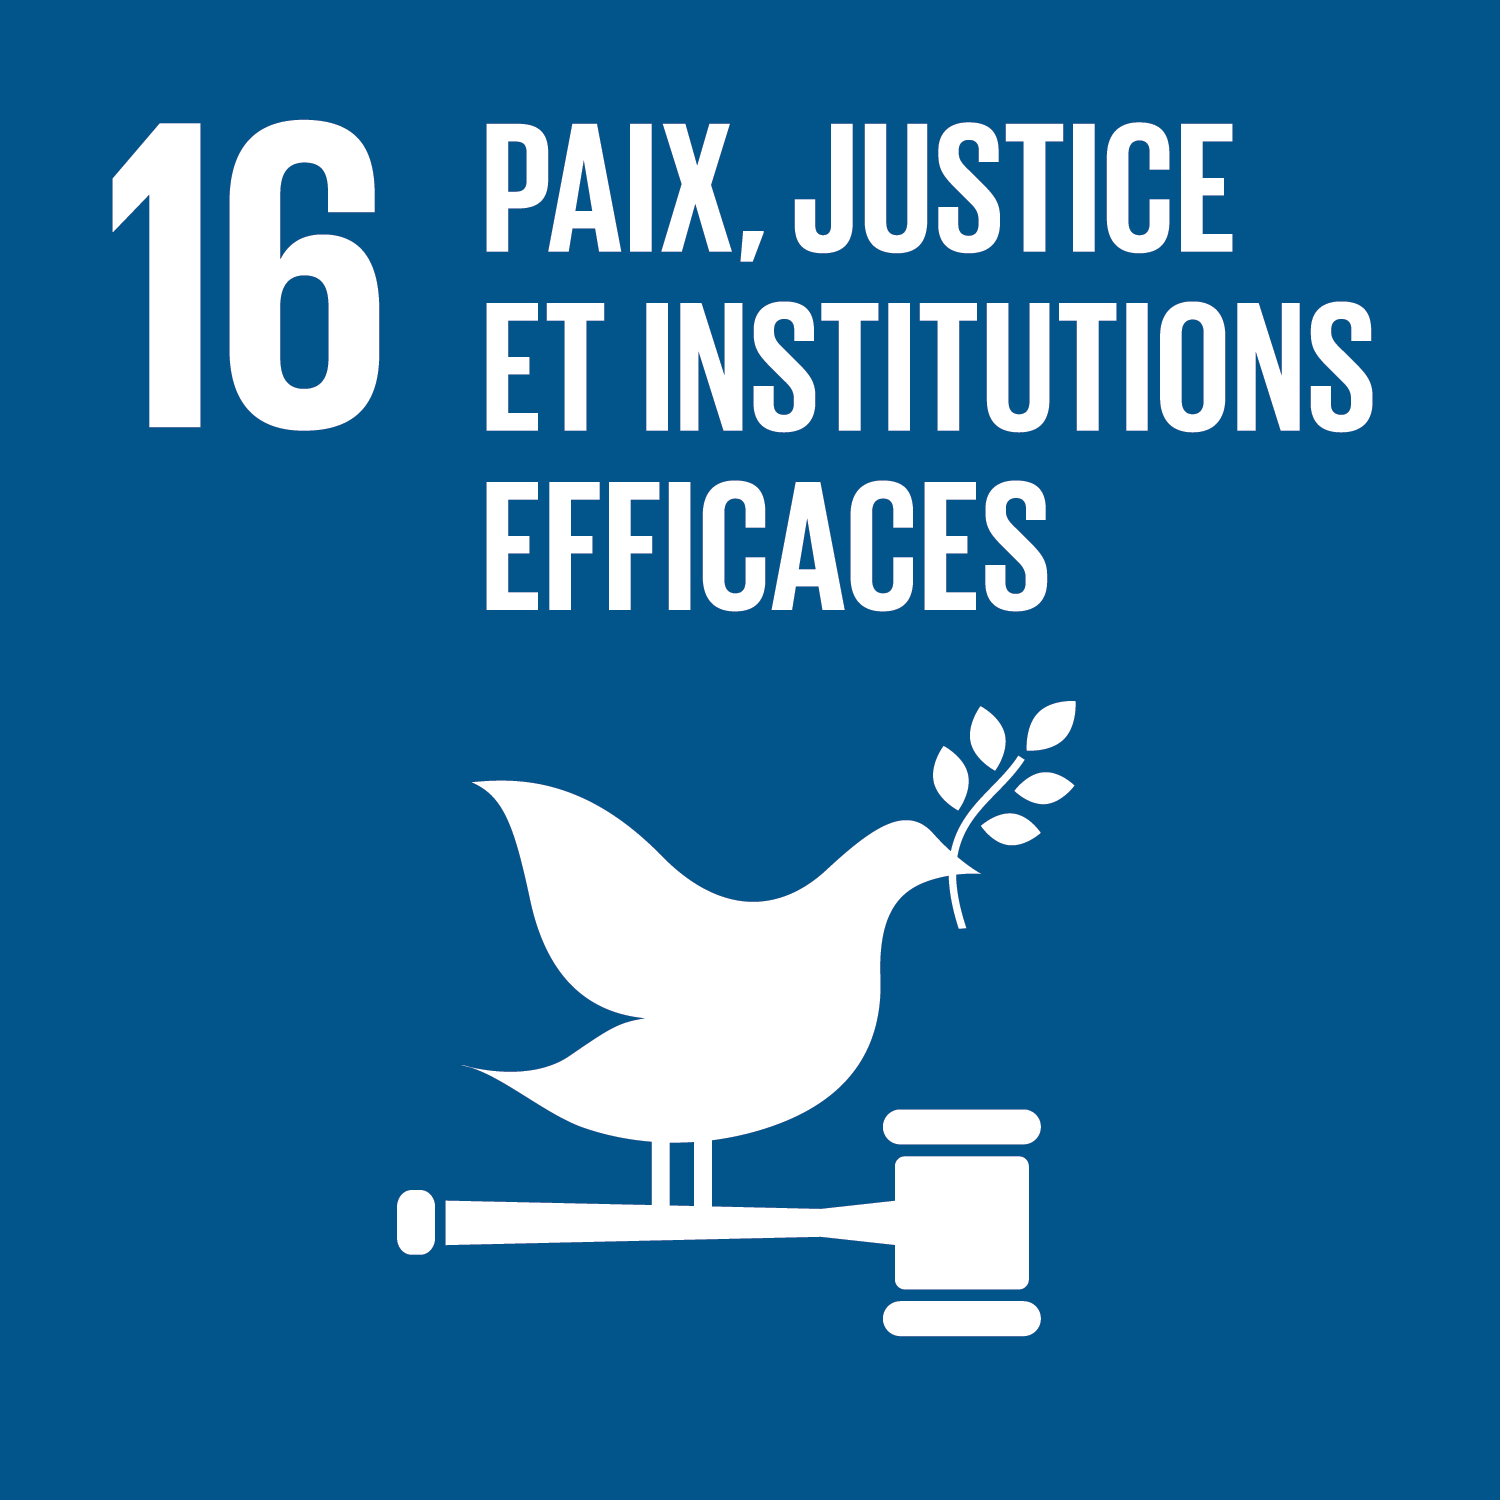 16
PAIX, JUSTICE
ET INSTITUTIONS
EFFICACES